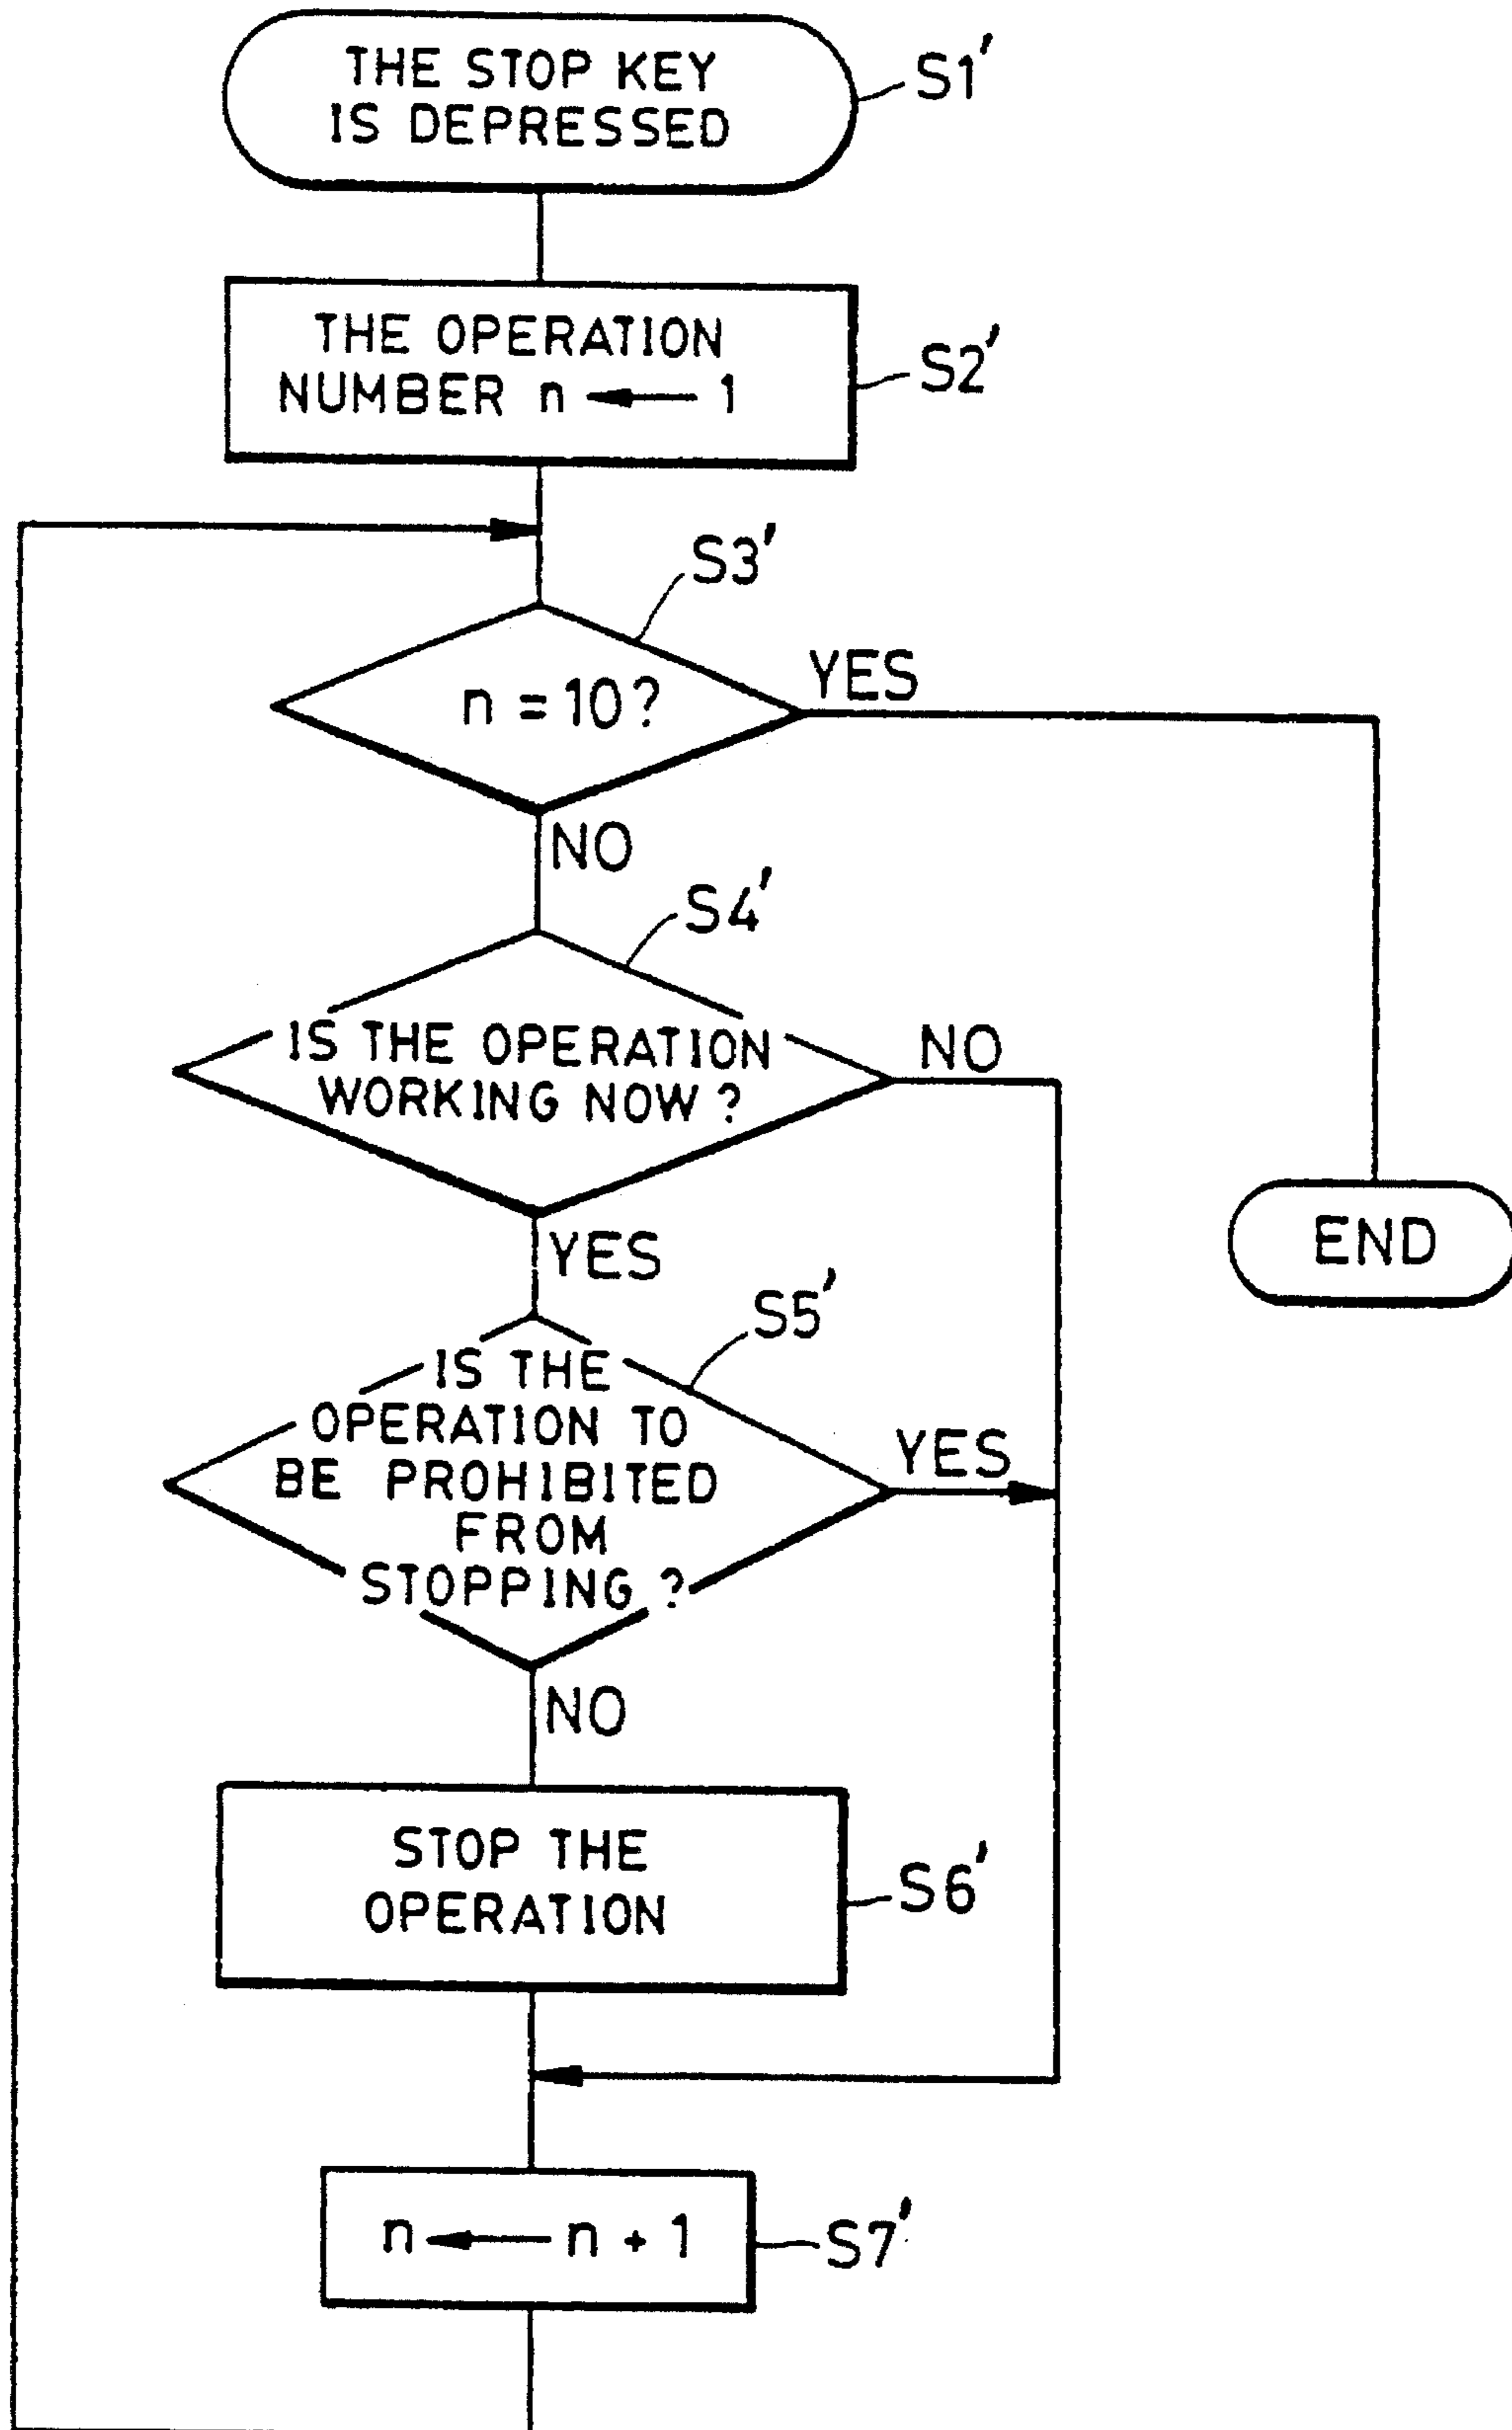 THE STOP KEY
IS DEPRESSED
S1'
THE OPERATION
NUMBER n ← 1
S2'
S3'
n = 10?
YES
NO
S4'
IS THE OPERATION
WORKING NOW ?
NO
YES
END
S5'
IS THE
OPERATION TO
BE PROHIBITED
FROM
STOPPING ?
YES
NO
STOP THE
OPERATION
S6'
n ← n + 1
S7'